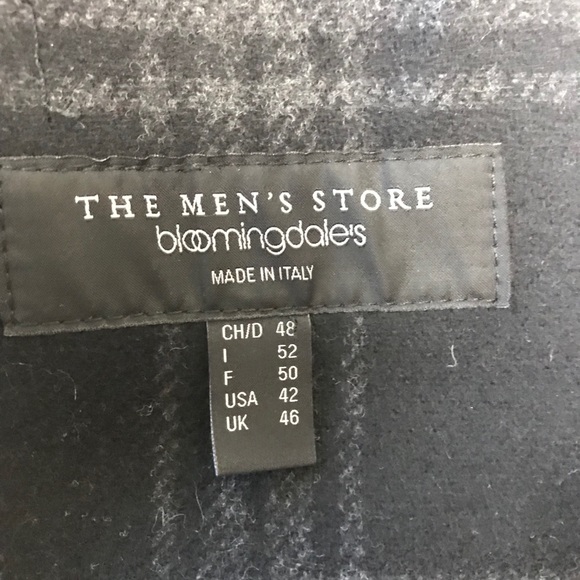 THE MEN'S STORE
bloomingdale's
MADE IN ITALY
CH/D 48
I 52
F 50
USA 42
UK 46